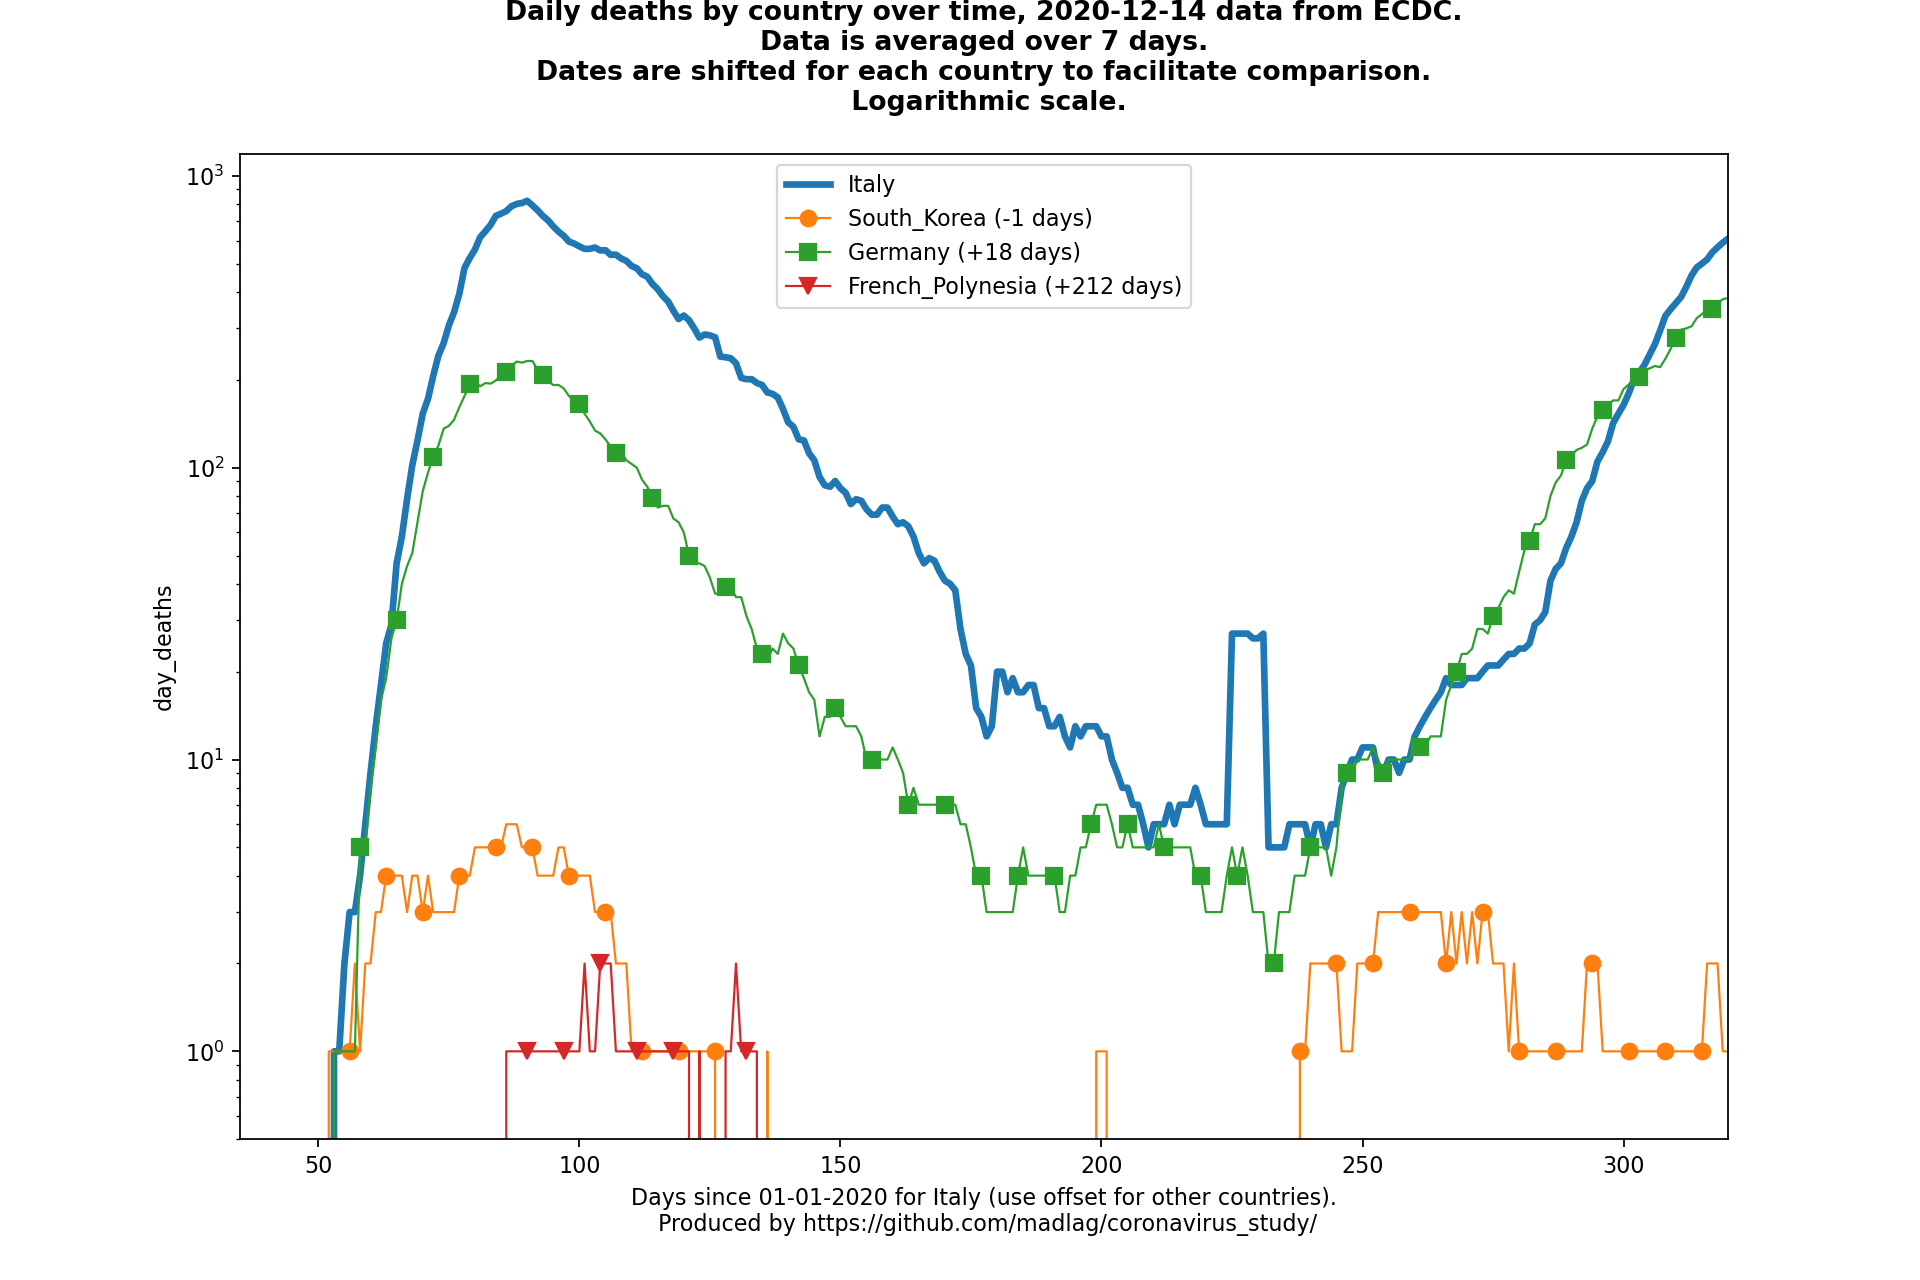 Daily deaths by country over time, 2020-12-14 data from ECDC.
Data is averaged over 7 days.
Dates are shifted for each country to facilitate comparison.
Logarithmic scale.
Italy
South_Korea (-1 days)
Germany (+18 days)
French_Polynesia (+212 days)
day_deaths
10³
10²
10¹
10⁰
50 100 150 200 250 300
Days since 01-01-2020 for Italy (use offset for other countries).
Produced by https://github.com/madlag/coronavirus_study/